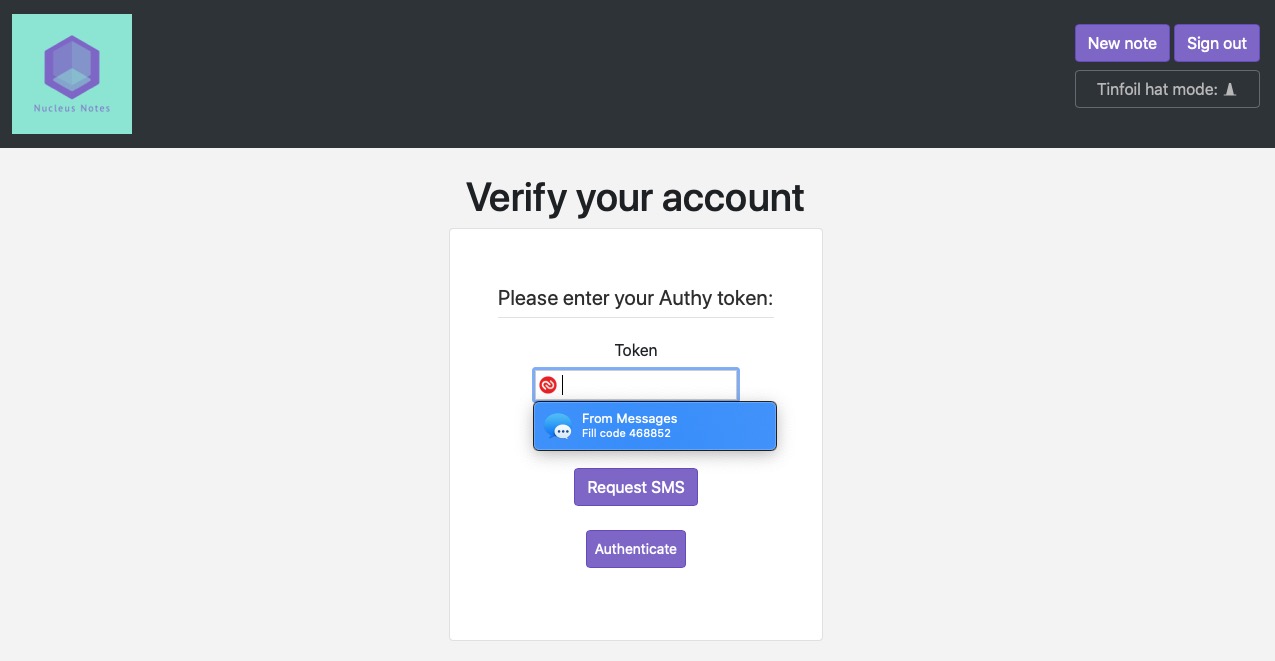 Nucleus Notes
New note
Sign out
Tinfoil hat mode:
Verify your account
Please enter your Authy token:
Token
From Messages
Fill code 468852
Request SMS
Authenticate